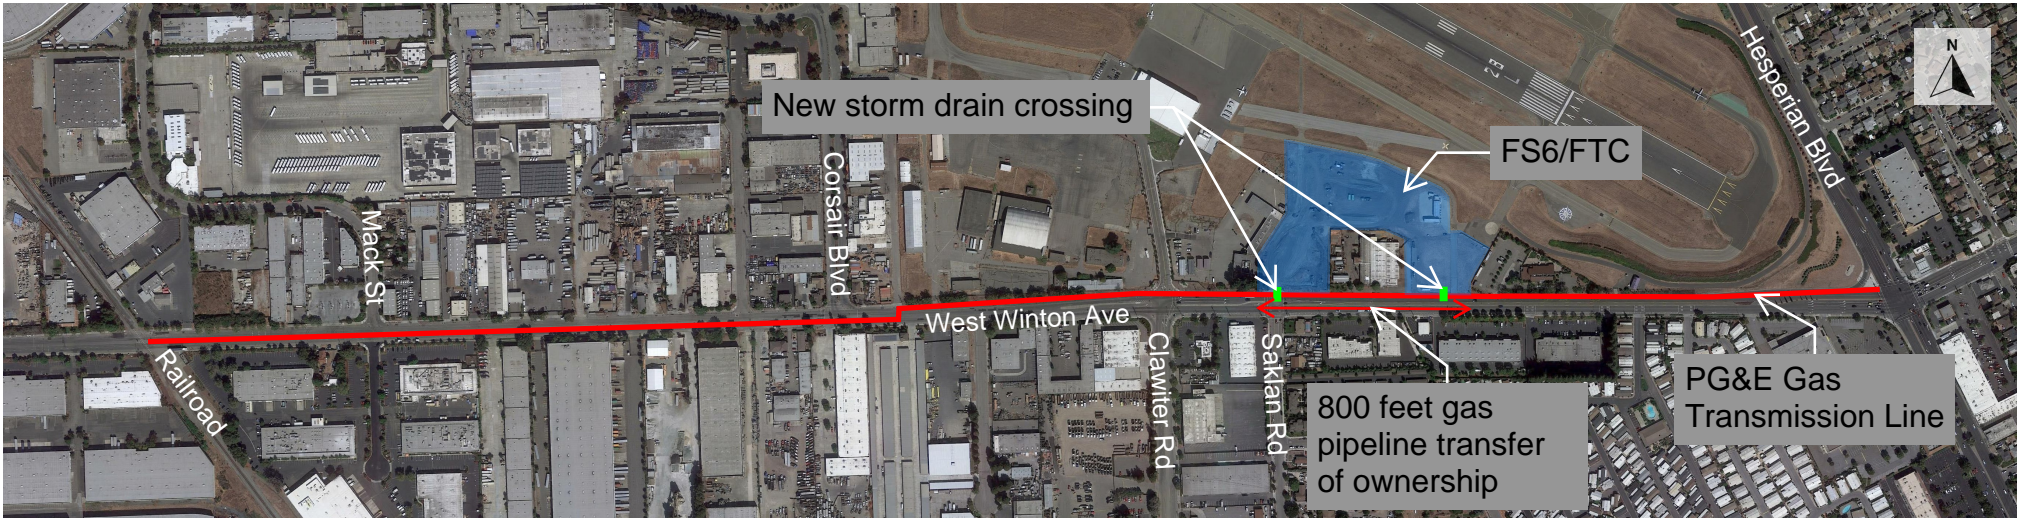 N
Hesperian Blvd
New storm drain crossing
FS6/FTC
Corsair Blvd
Mack St
West Winton Ave
Railroad
Clawiter Rd
Saklan Rd
800 feet gas
pipeline transfer
of ownership
PG&E Gas
Transmission Line